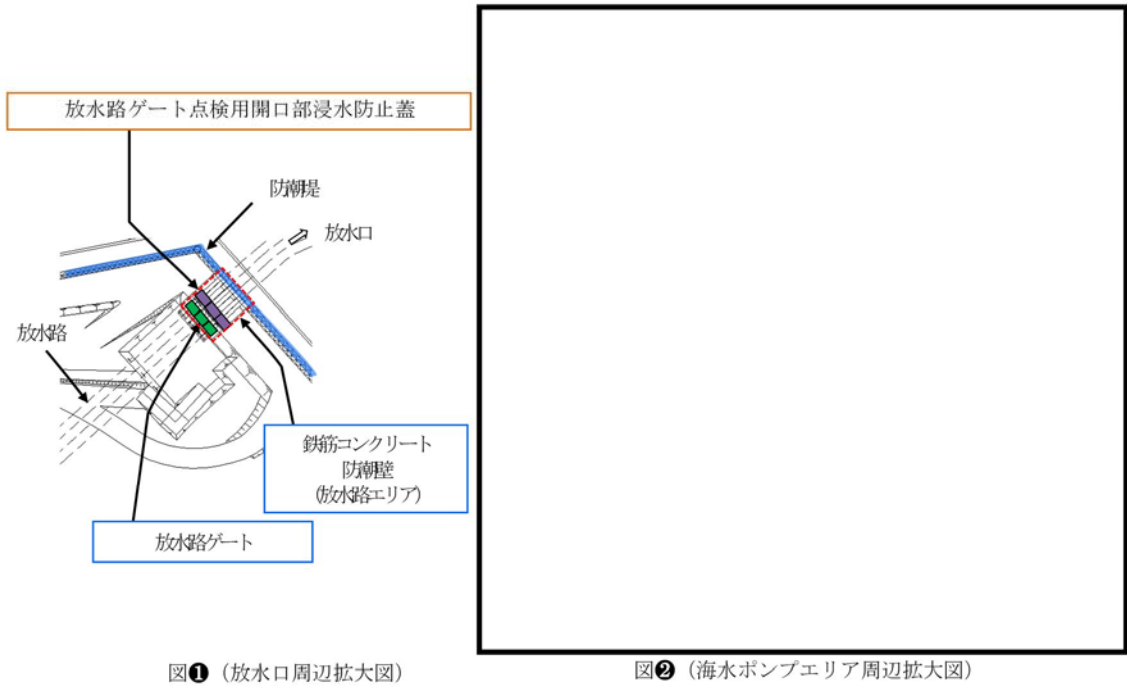 放水路ゲート点検用開口部浸水防止蓋
防潮堤
放水口
放水路
鉄筋コンクリート
防潮壁
(放水路エリア)
放水路ゲート
図❶（放水口周辺拡大図）
図❷（海水ポンプエリア周辺拡大図）